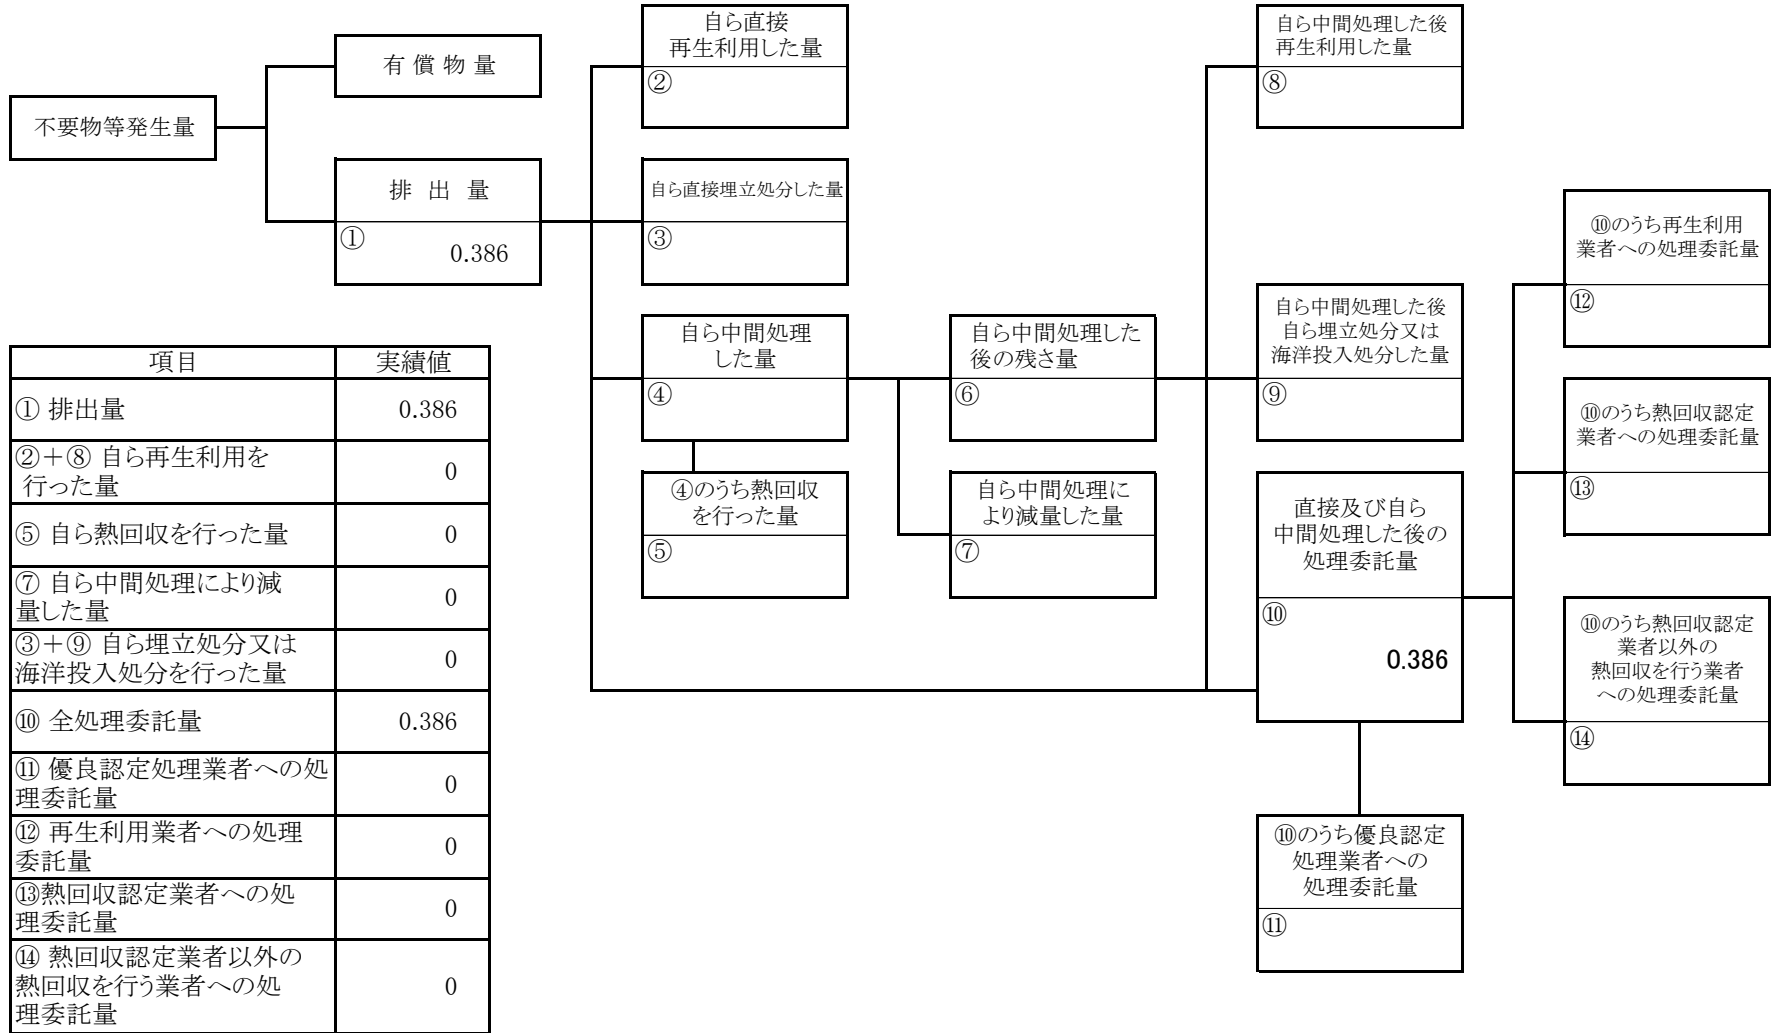 自ら直接
再生利用した量
②
自ら中間処理した後
再生利用した量
⑧
有 償 物 量
不要物等発生量
排 出 量
①
0.386
自ら直接埋立処分した量
③
⑩のうち再生利用
業者への処理委託量
⑫
自ら中間処理
した量
④
自ら中間処理した
後の残さ量
⑥
自ら中間処理した後
自ら埋立処分又は
海洋投入処分した量
⑨
⑩のうち熱回収認定
業者への処理委託量
⑬
④のうち熱回収
を行った量
⑤
自ら中間処理に
より減量した量
⑦
直接及び自ら
中間処理した後の
処理委託量
⑩
0.386
⑩のうち熱回収認定
業者以外の
熱回収を行う業者
への処理委託量
⑭
⑩のうち優良認定
処理業者への
処理委託量
⑪
項目 実績値
① 排出量 0.386
②+⑧ 自ら再生利用を
行った量 0
⑤ 自ら熱回収を行った量 0
⑦ 自ら中間処理により減
量した量 0
③+⑨ 自ら埋立処分又は
海洋投入処分を行った量 0
⑩ 全処理委託量 0.386
⑪ 優良認定処理業者への処
理委託量 0
⑫ 再生利用業者への処理
委託量 0
⑬熱回収認定業者への処
理委託量 0
⑭ 熱回収認定業者以外の
熱回収を行う業者への処
理委託量 0